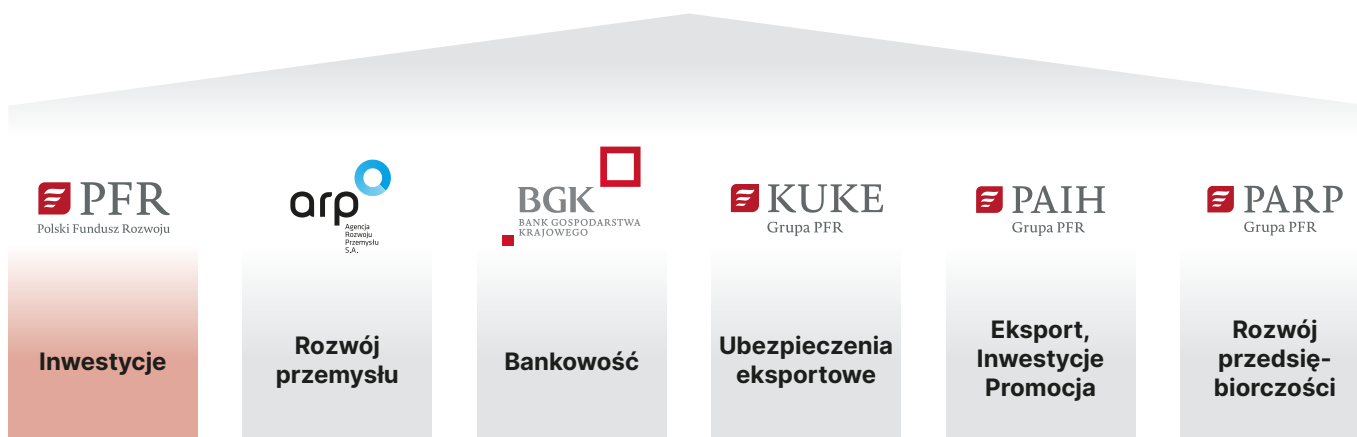 PFR
Polski Fundusz Rozwoju
arp
Agencja
Rozwoju
Przemysłu
S.A.
BGK
BANK GOSPODARSTWA
KRAJOWEGO
KUKE
Grupa PFR
PAIH
Grupa PFR
PARP
Grupa PFR
Inwestycje
Rozwój
przemysłu
Bankowość
Ubezpieczenia
eksportowe
Eksport,
Inwestycje
Promocja
Rozwój
przedsię-
biorczości